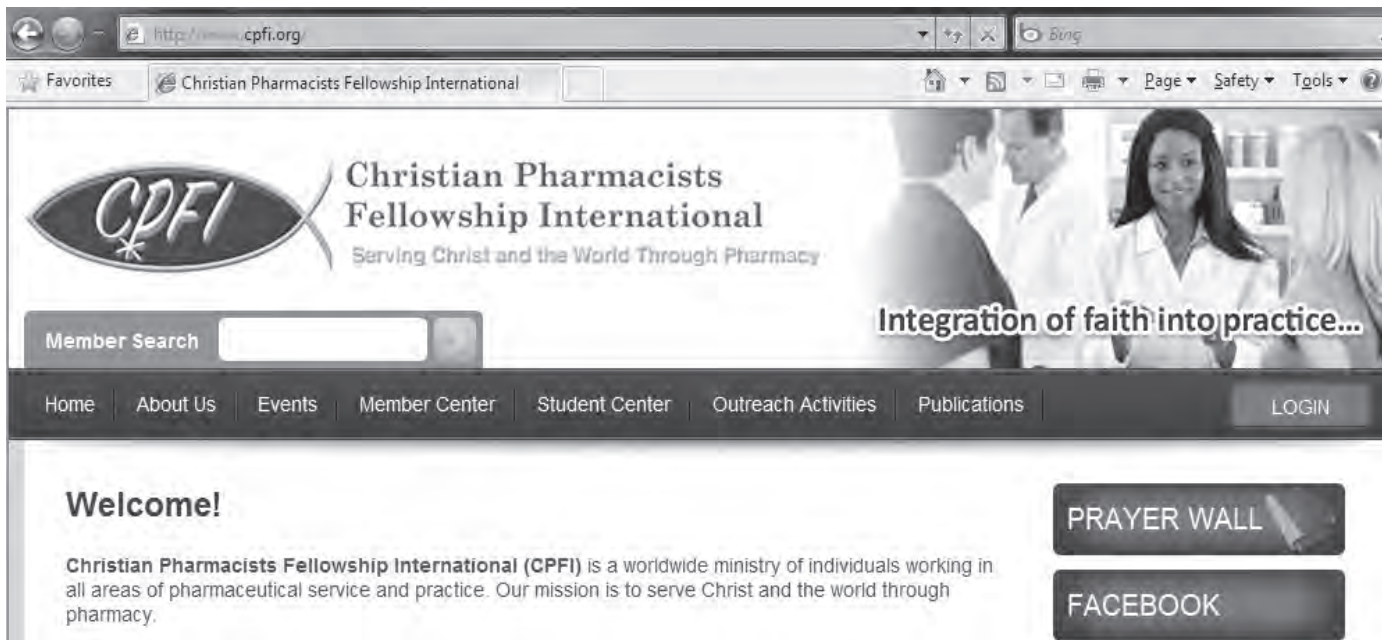 http://www.cpfi.org
Bing
Favorites
Christian Pharmacists Fellowship International
Page
Safety
Tools
CPFI
Christian Pharmacists
Fellowship International
Serving Christ and the World Through Pharmacy
Integration of faith into practice...
Member Search
Home About Us Events Member Center Student Center Outreach Activities Publications LOGIN
Welcome!
Christian Pharmacists Fellowship International (CPFI) is a worldwide ministry of individuals working in
all areas of pharmaceutical service and practice. Our mission is to serve Christ and the world through
pharmacy.
PRAYER WALL
FACEBOOK